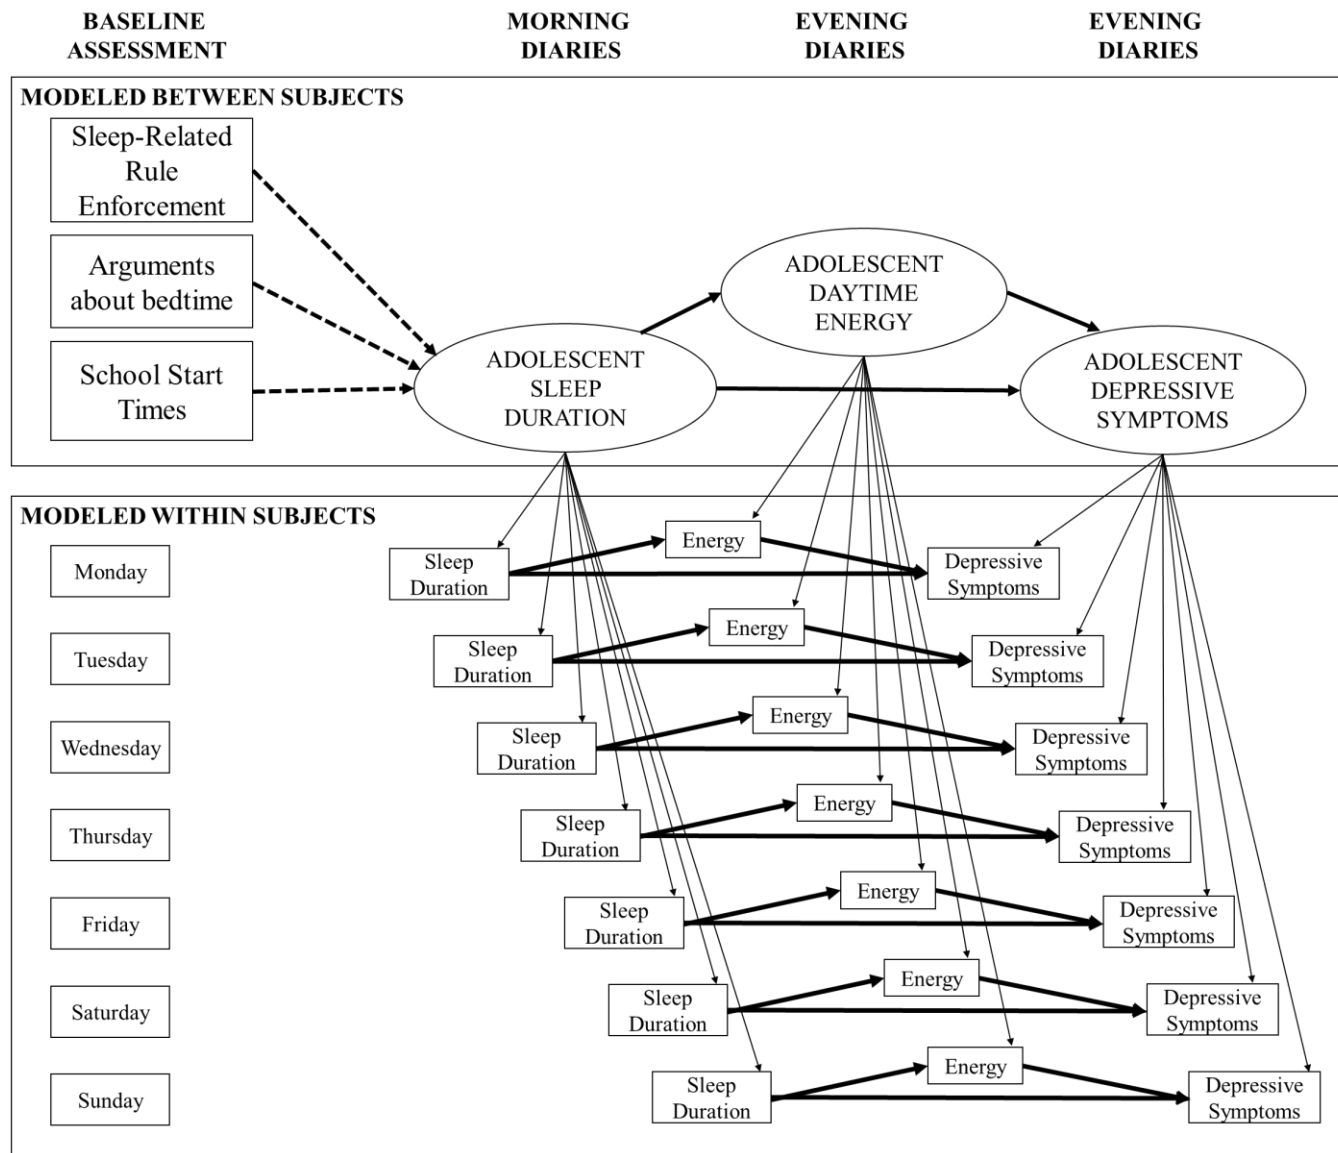 BASELINE
ASSESSMENT
MORNING
DIARIES
EVENING
DIARIES
EVENING
DIARIES
MODELED BETWEEN SUBJECTS
Sleep-Related
Rule
Enforcement
Arguments
about bedtime
School Start
Times
ADOLESCENT
SLEEP
DURATION
ADOLESCENT
DAYTIME
ENERGY
ADOLESCENT
DEPRESSIVE
SYMPTOMS
MODELED WITHIN SUBJECTS
Monday
Sleep
Duration
Energy
Depressive
Symptoms
Tuesday
Sleep
Duration
Energy
Depressive
Symptoms
Wednesday
Sleep
Duration
Energy
Depressive
Symptoms
Thursday
Sleep
Duration
Energy
Depressive
Symptoms
Friday
Sleep
Duration
Energy
Depressive
Symptoms
Saturday
Sleep
Duration
Energy
Depressive
Symptoms
Sunday
Sleep
Duration
Energy
Depressive
Symptoms